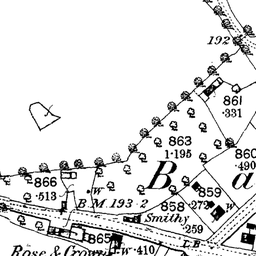 192
861
·331
863
1·195
860
·490
866
·513
B a
W
B.M. 193·2
859
·272
W
858
Smithy
·259
L.B.
865
Rose & Crown
W
·410